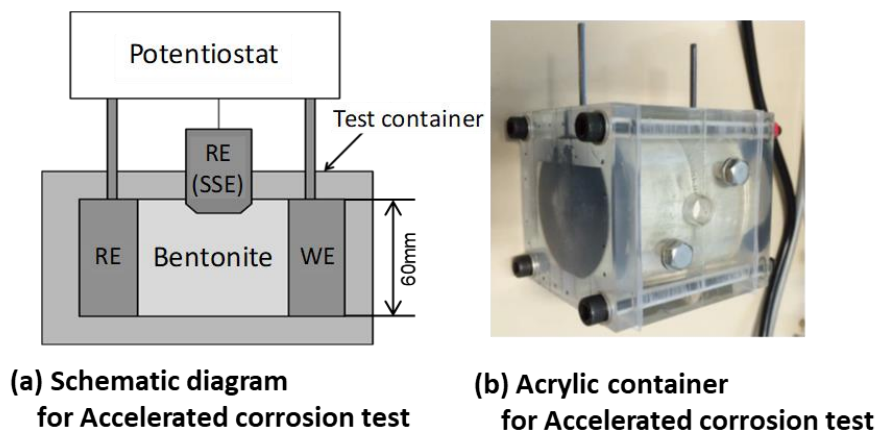 Potentiostat
Test container
RE
(SSE)
RE
Bentonite
WE
60mm
(a) Schematic diagram
for Accelerated corrosion test
(b) Acrylic container
for Accelerated corrosion test